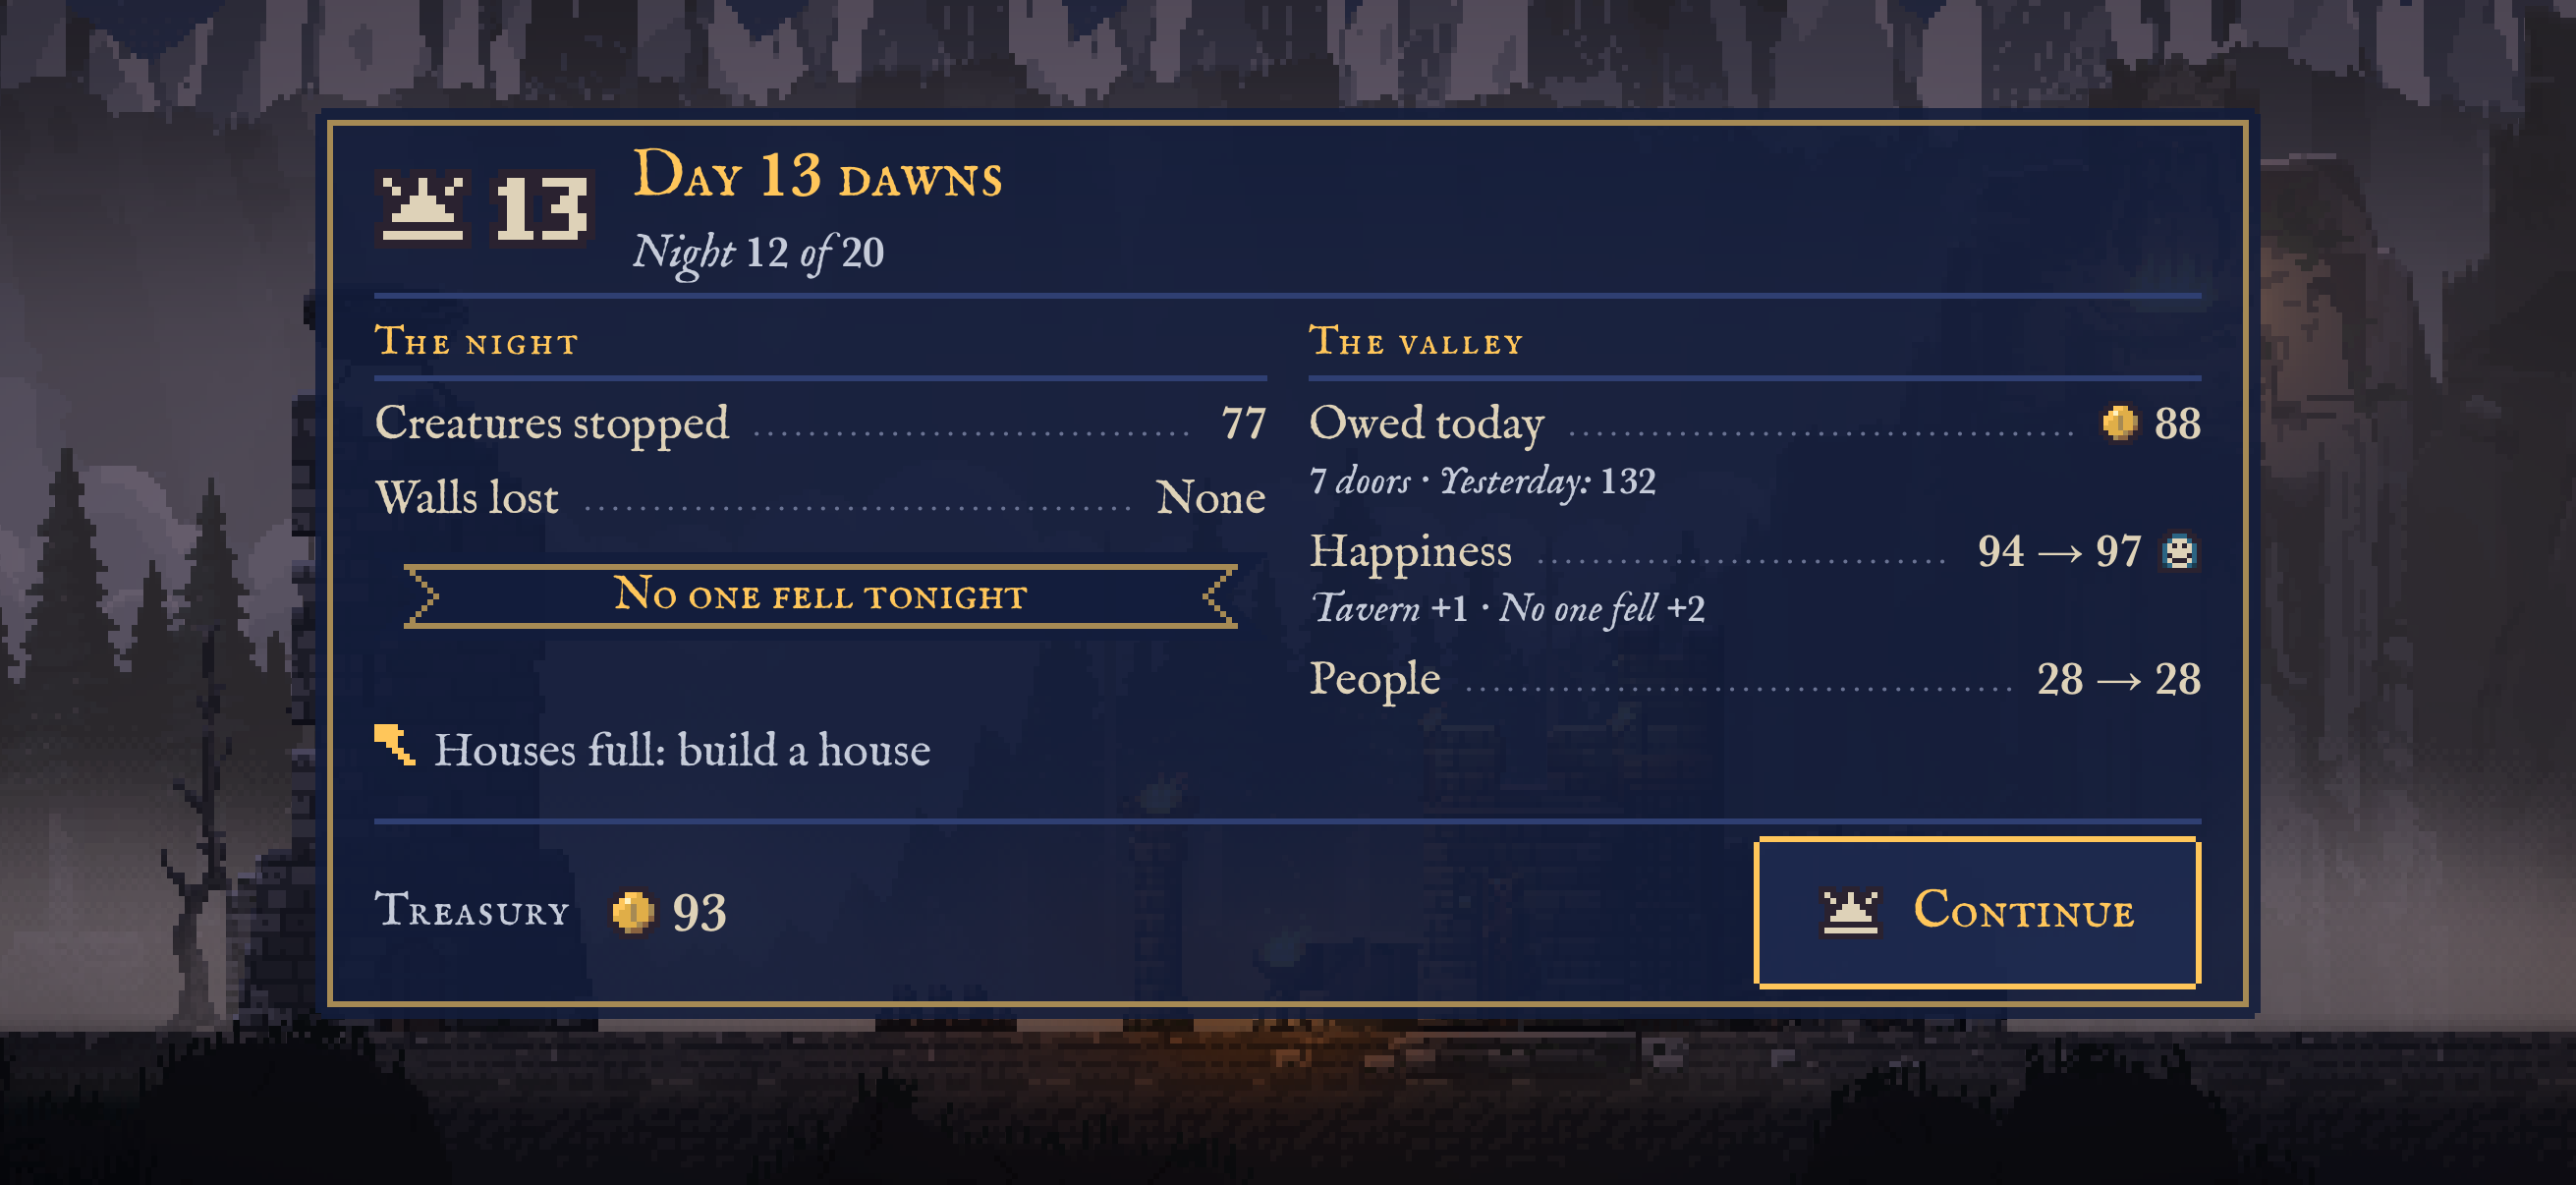 13
Day 13 dawns
Night 12 of 20
The night
Creatures stopped 77
Walls lost None
No one fell tonight
Houses full: build a house
The valley
Owed today 88
7 doors · Yesterday: 132
Happiness 94 → 97
Tavern +1 · No one fell +2
People 28 → 28
Treasury 93
Continue